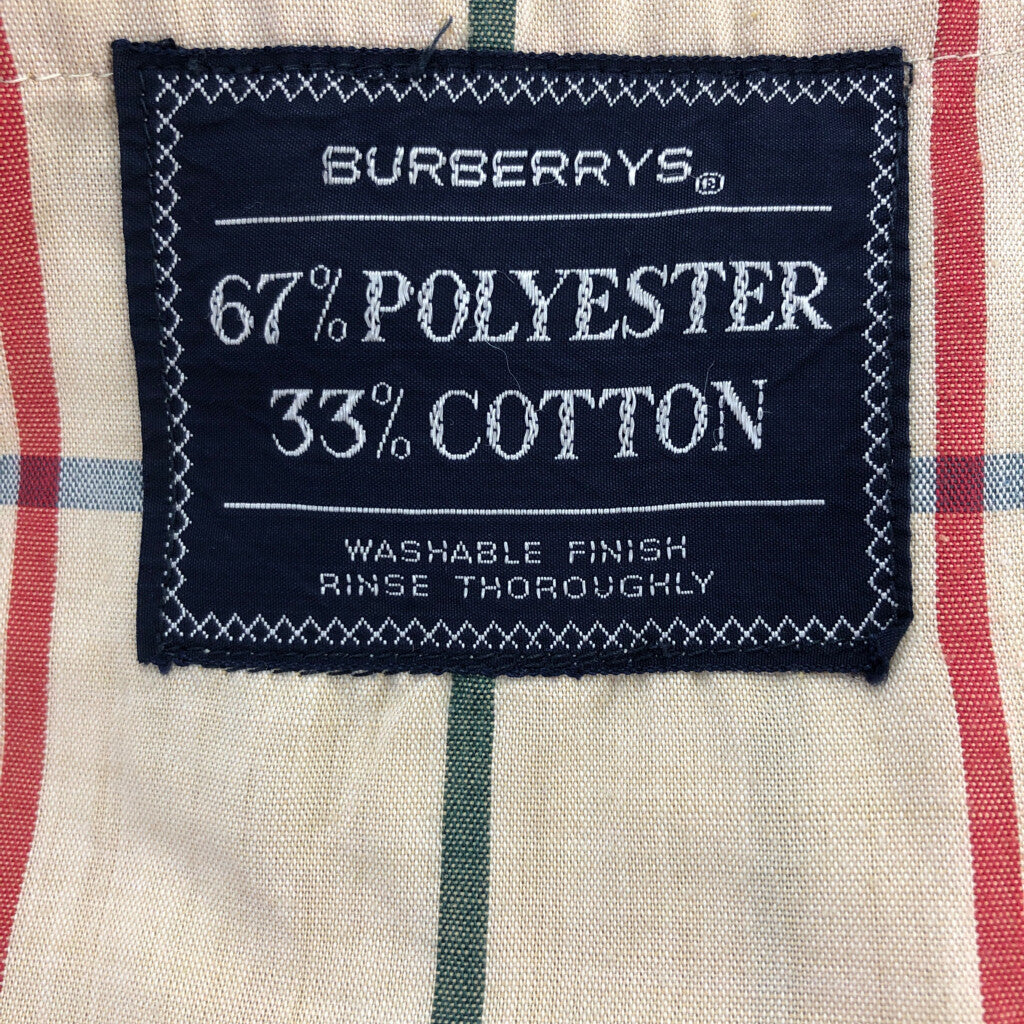 BURBERRYS®
67% POLYESTER
33% COTTON
WASHABLE FINISH
RINSE THOROUGHLY